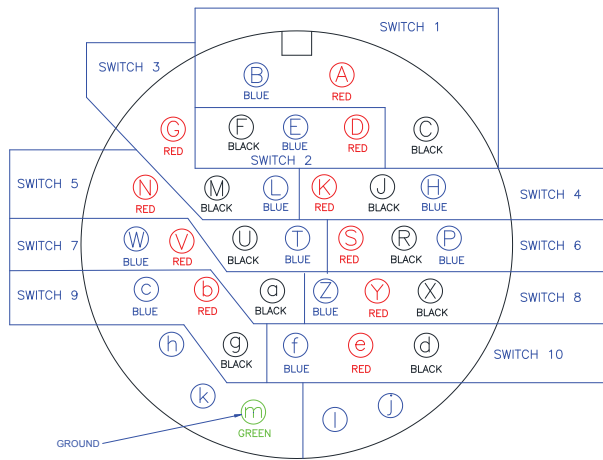 SWITCH 1
SWITCH 3
B
BLUE
A
RED
G
RED
F
BLACK
E
BLUE
D
RED
C
BLACK
SWITCH 2
SWITCH 5
N
RED
M
BLACK
L
BLUE
K
RED
J
BLACK
H
BLUE
SWITCH 4
SWITCH 7
W
BLUE
V
RED
U
BLACK
T
BLUE
S
RED
R
BLACK
P
BLUE
SWITCH 6
SWITCH 9
c
BLUE
b
RED
a
BLACK
Z
BLUE
Y
RED
X
BLACK
SWITCH 8
h
g
BLACK
f
BLUE
e
RED
d
BLACK
SWITCH 10
k
m
GREEN
l
j
GROUND